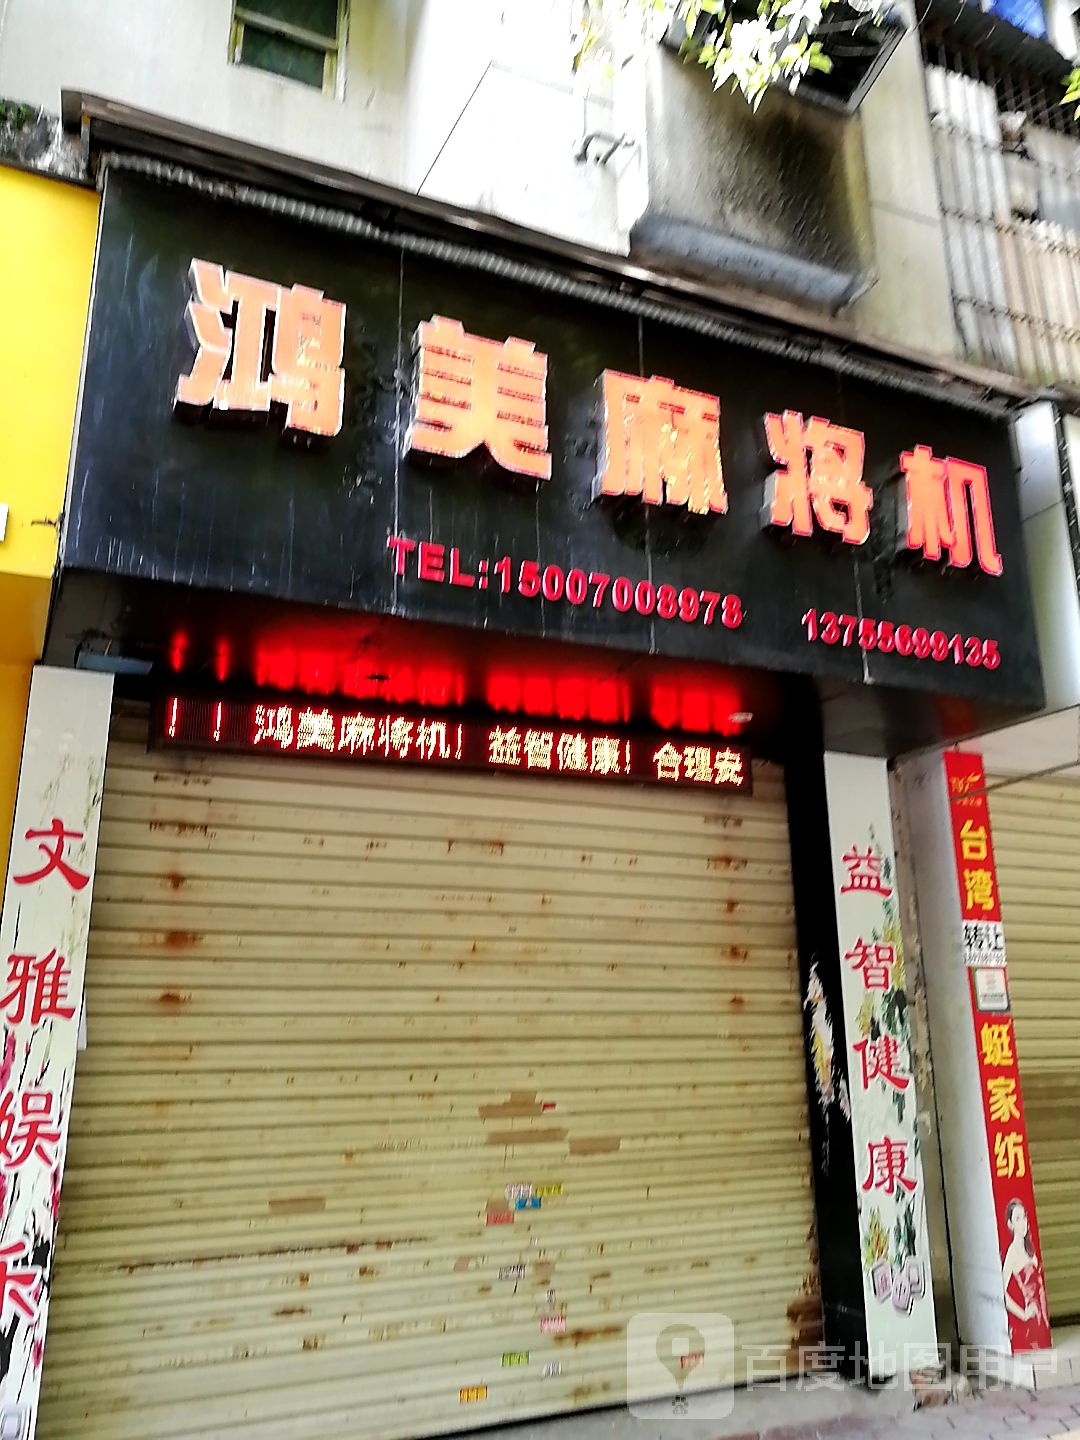 鸿美麻将机
TEL:15007008978 13755699135
！！鸿美麻将机！益智健康！合理安
文雅娱乐
益智健康
台湾
转让
蜓家纺
百度地图用户